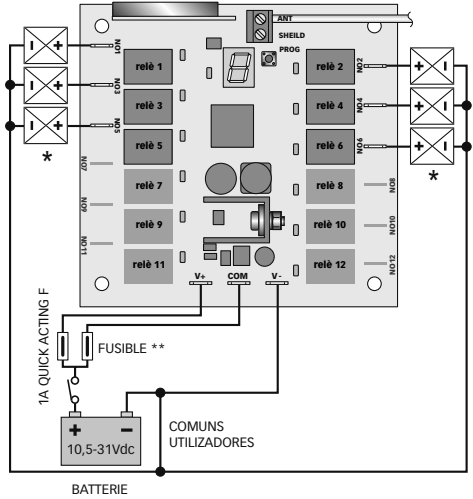 ANT
SHEILD
PROG
NO1
NO3
NO5
NO7
NO9
NO11
relè 1
relè 3
relè 5
relè 7
relè 9
relè 11
relè 2
relè 4
relè 6
relè 8
relè 10
relè 12
NO2
NO4
NO6
NO8
NO10
NO12
- +
- +
- +
*
- +
- +
- +
*
V+ COM V-
1A QUICK ACTING F
FUSIBLE **
+ -
10,5-31Vdc
COMUNS
UTILIZADORES
BATTERIE